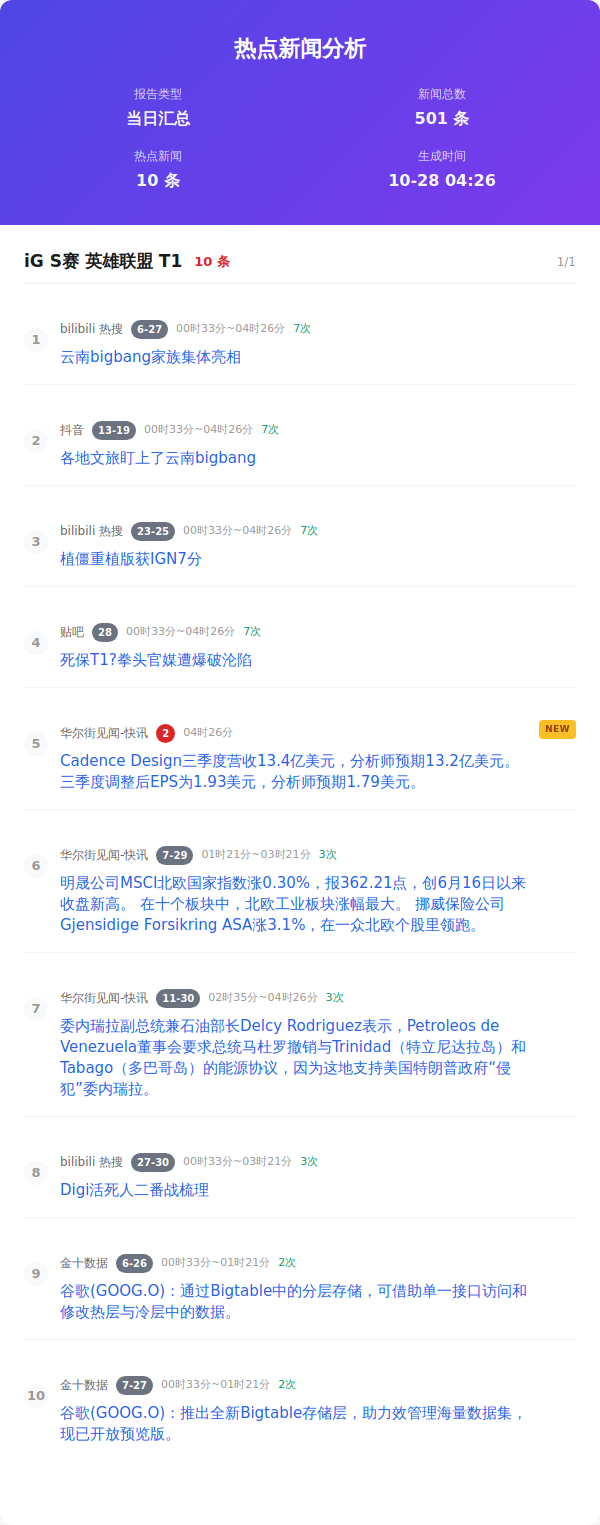 热点新闻分析
报告类型
当日汇总
新闻总数
501 条
热点新闻
10 条
生成时间
10-28 04:26
iG S赛 英雄联盟 T1 10 条 1/1
1 bilibili 热搜 6-27 00时33分~04时26分 7次
云南bigbang家族集体亮相
2 抖音 13-19 00时33分~04时26分 7次
各地文旅盯上了云南bigbang
3 bilibili 热搜 23-25 00时33分~04时26分 7次
植僵重植版获IGN7分
4 贴吧 28 00时33分~04时26分 7次
死保T1?拳头官媒遭爆破沦陷
5 华尔街见闻-快讯 2 04时26分 NEW
Cadence Design三季度营收13.4亿美元，分析师预期13.2亿美元。
三季度调整后EPS为1.93美元，分析师预期1.79美元。
6 华尔街见闻-快讯 7-29 01时21分~03时21分 3次
明晟公司MSCI北欧国家指数涨0.30%，报362.21点，创6月16日以来
收盘新高。 在十个板块中，北欧工业板块涨幅最大。 挪威保险公司
Gjensidige Forsikring ASA涨3.1%，在一众北欧个股里领跑。
7 华尔街见闻-快讯 11-30 02时35分~04时26分 3次
委内瑞拉副总统兼石油部长Delcy Rodriguez表示，Petroleos de
Venezuela董事会要求总统马杜罗撤销与Trinidad（特立尼达拉岛）和
Tabago（多巴哥岛）的能源协议，因为这地支持美国特朗普政府“侵
犯”委内瑞拉。
8 bilibili 热搜 27-30 00时33分~03时21分 3次
Digi活死人二番战梳理
9 金十数据 6-26 00时33分~01时21分 2次
谷歌(GOOG.O)：通过Bigtable中的分层存储，可借助单一接口访问和
修改热层与冷层中的数据。
10 金十数据 7-27 00时33分~01时21分 2次
谷歌(GOOG.O)：推出全新Bigtable存储层，助力效管理海量数据集，
现已开放预览版。